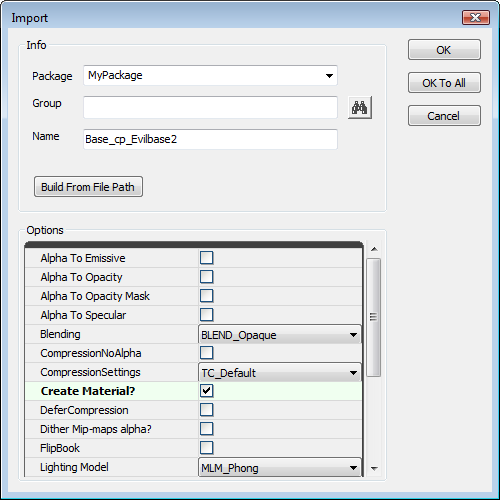 Import
Info
Package MyPackage
Group
Name Base_cp_Evilbase2
Build From File Path
OK
OK To All
Cancel
Options
Alpha To Emissive
Alpha To Opacity
Alpha To Opacity Mask
Alpha To Specular
Blending BLEND_Opaque
CompressionNoAlpha
CompressionSettings TC_Default
Create Material?
DeferCompression
Dither Mip-maps alpha?
FlipBook
Lighting Model MLM_Phong